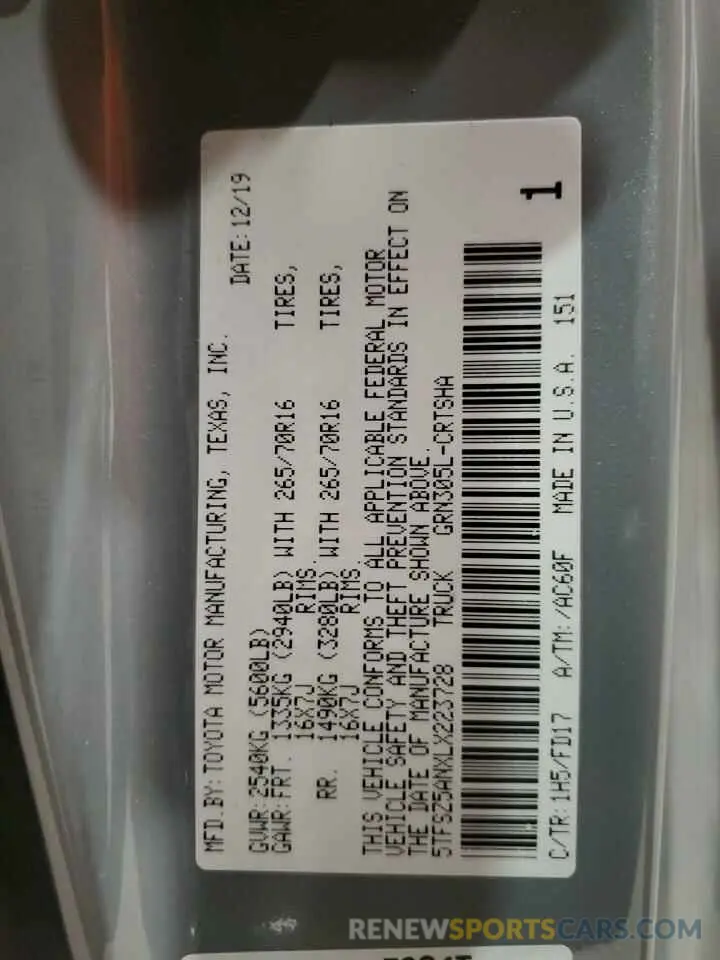 MFD.BY: TOYOTA MOTOR MANUFACTURING, TEXAS, INC.
DATE: 12/19
GVWR: 2540KG (5600LB)
GAWR: FRT. 1335KG (2940LB) WITH 265/70R16 TIRES,
16X7J RIMS.
RR. 1490KG (3280LB) WITH 265/70R16 TIRES,
16X7J RIMS.
THIS VEHICLE CONFORMS TO ALL APPLICABLE FEDERAL MOTOR
VEHICLE SAFETY AND THEFT PREVENTION STANDARDS IN EFFECT ON
THE DATE OF MANUFACTURE SHOWN ABOVE.
5TFSZ5ANXLX223728 TRUCK GRN305L-CRTSHA
1
C/TR: 1H5/FD17 A/TM: /AC60F MADE IN U.S.A. 151
RENEWSPORTSCARS.COM